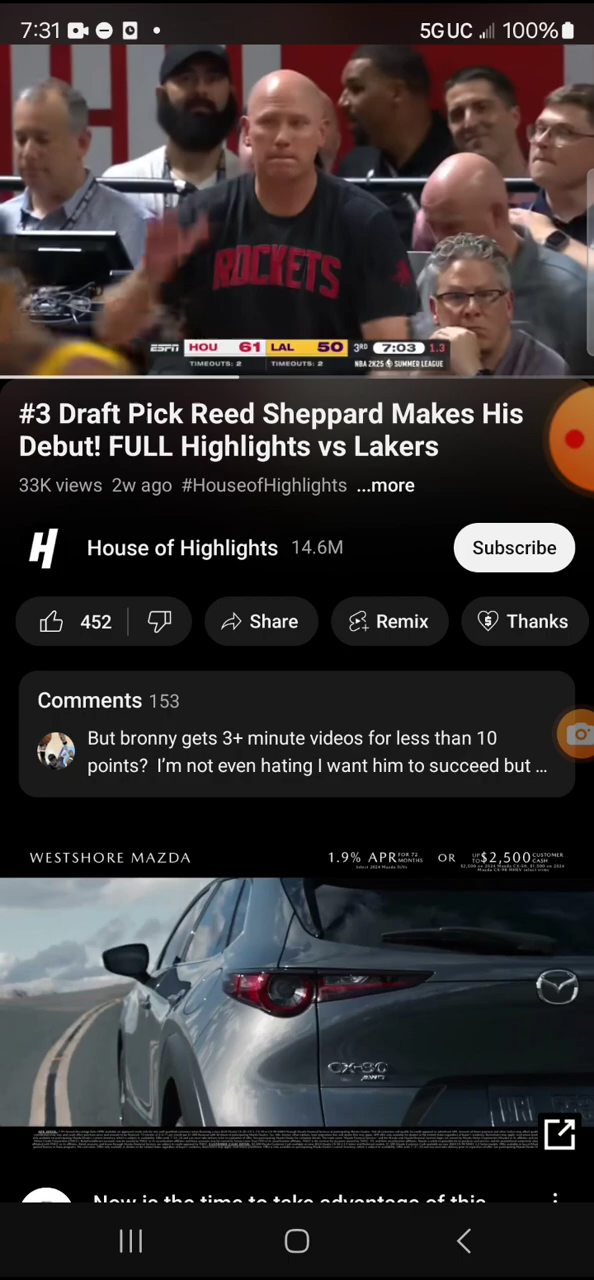 7:31
5G UC 100%
ROCKETS
ESPN HOU 61 LAL 50 3RD 7:03 1.3
TIMEOUTS: 2 TIMEOUTS: 2 NBA 2K25 SUMMER LEAGUE
#3 Draft Pick Reed Sheppard Makes His
Debut! FULL Highlights vs Lakers
33K views 2w ago #HouseofHighlights ...more
H House of Highlights 14.6M Subscribe
452 Share Remix Thanks
Comments 153
But bronny gets 3+ minute videos for less than 10
points? I'm not even hating I want him to succeed but ...
WESTSHORE MAZDA 1.9% APR FOR 72 MONTHS OR UP TO $2,500 CUSTOMER CASH
CX-30
AWD
Now is the time to take advantage of this